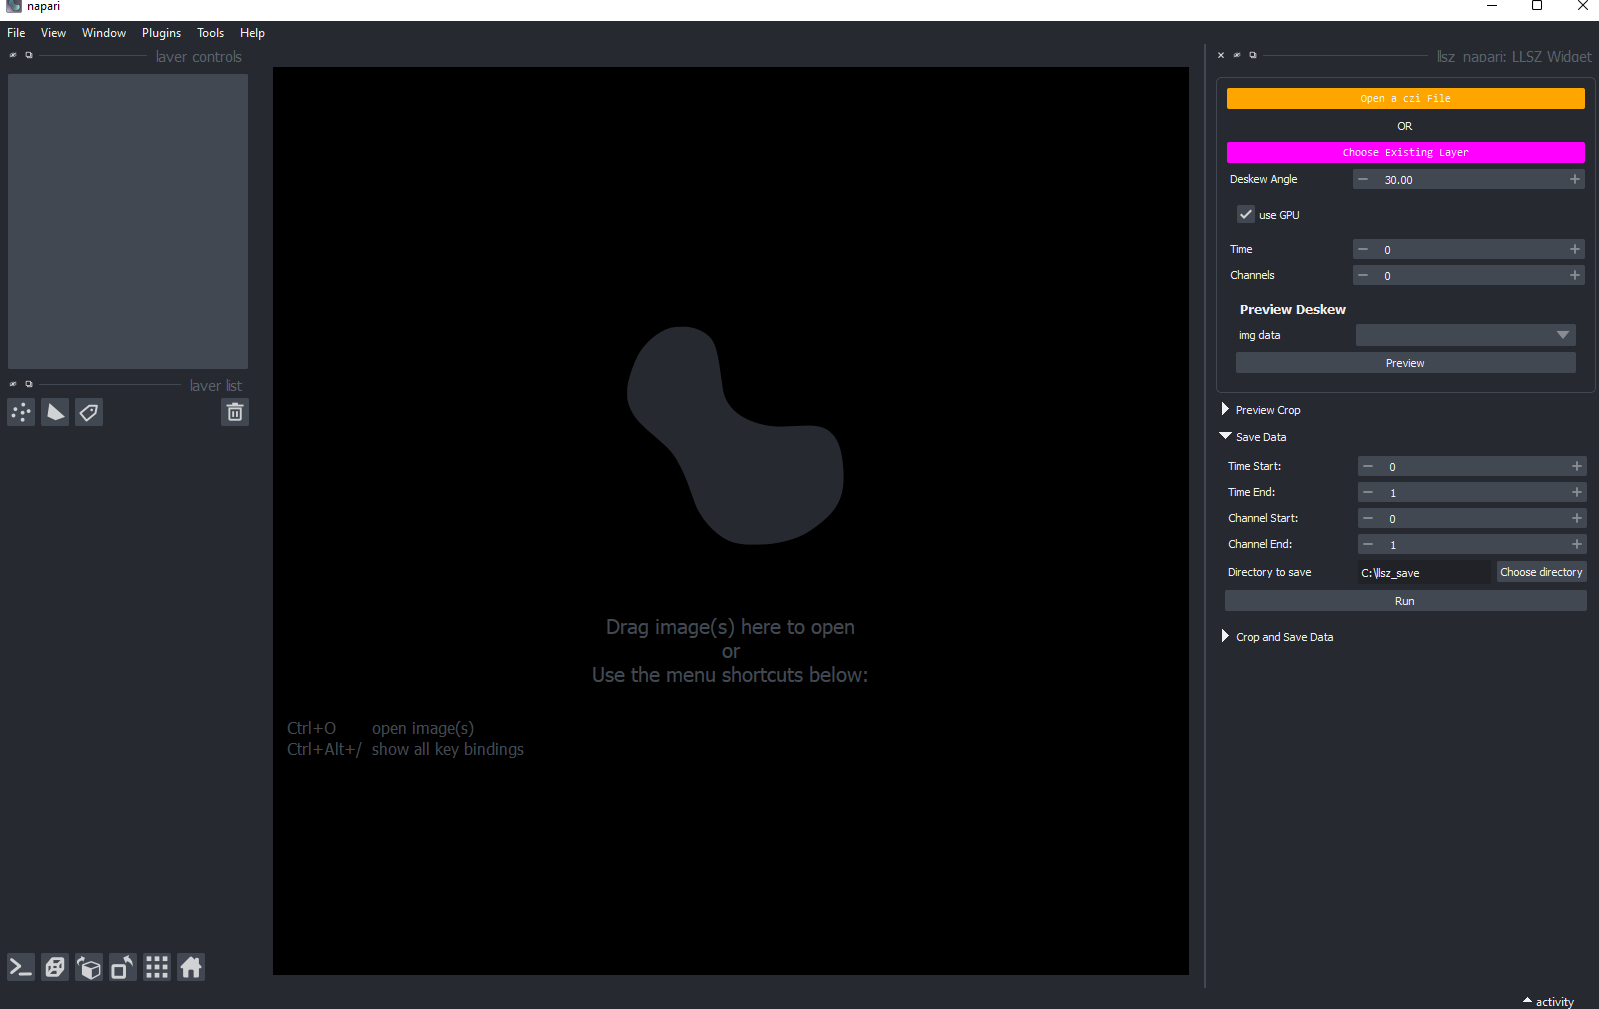 napari
File View Window Plugins Tools Help
layer controls
layer list
Drag image(s) here to open
or
Use the menu shortcuts below:
Ctrl+O open image(s)
Ctrl+Alt+/ show all key bindings
llsz_napari: LLSZ Widget
Open a czi File
OR
Choose Existing Layer
Deskew Angle 30.00
use GPU
Time 0
Channels 0
Preview Deskew
img data
Preview
Preview Crop
Save Data
Time Start: 0
Time End: 1
Channel Start: 0
Channel End: 1
Directory to save C:\llsz_save Choose directory
Run
Crop and Save Data
activity